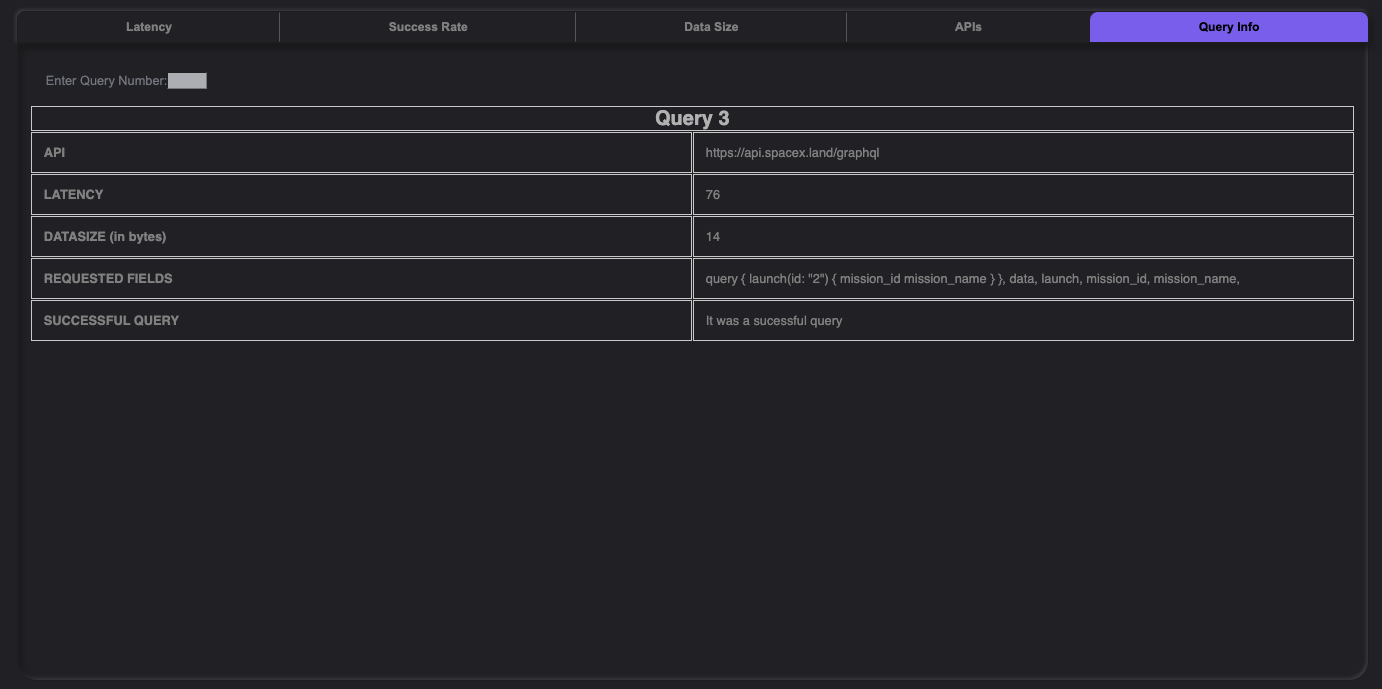 Latency Success Rate Data Size APIs Query Info
Enter Query Number:
Query 3
API https://api.spacex.land/graphql
LATENCY 76
DATASIZE (in bytes) 14
REQUESTED FIELDS query { launch(id: "2") { mission_id mission_name } }, data, launch, mission_id, mission_name,
SUCCESSFUL QUERY It was a sucessful query